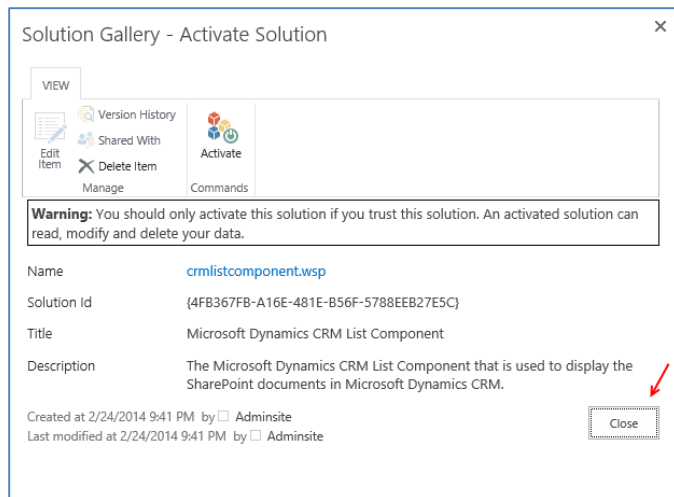 Solution Gallery - Activate Solution
VIEW
Edit
Item
Version History
Shared With
Delete Item
Manage
Activate
Commands
Warning: You should only activate this solution if you trust this solution. An activated solution can
read, modify and delete your data.
Name crmlistcomponent.wsp
Solution Id {4FB367FB-A16E-481E-B56F-5788EEB27E5C}
Title Microsoft Dynamics CRM List Component
Description The Microsoft Dynamics CRM List Component that is used to display the
SharePoint documents in Microsoft Dynamics CRM.
Created at 2/24/2014 9:41 PM by Adminsite
Last modified at 2/24/2014 9:41 PM by Adminsite
Close